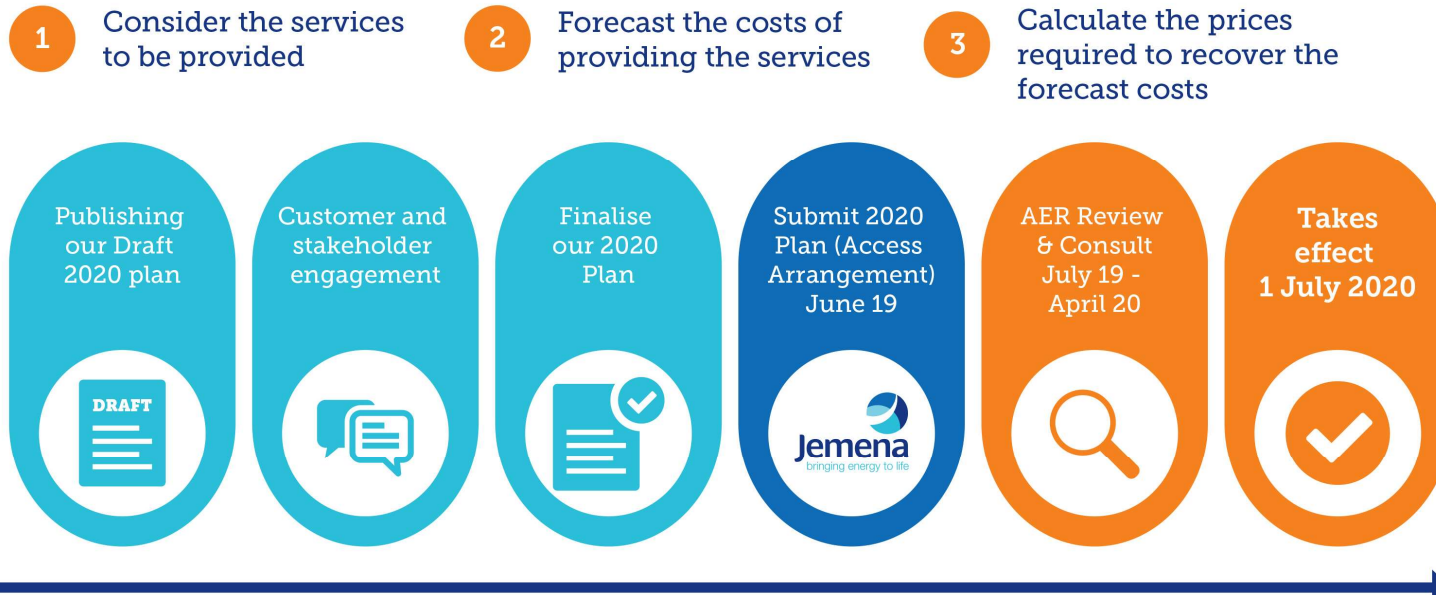 1
Consider the services
to be provided
2
Forecast the costs of
providing the services
3
Calculate the prices
required to recover the
forecast costs
Publishing
our Draft
2020 plan
DRAFT
Customer and
stakeholder
engagement
Finalise
our 2020
Plan
Submit 2020
Plan (Access
Arrangement)
June 19
Jemena
bringing energy to life
AER Review
& Consult
July 19 -
April 20
Takes
effect
1 July 2020